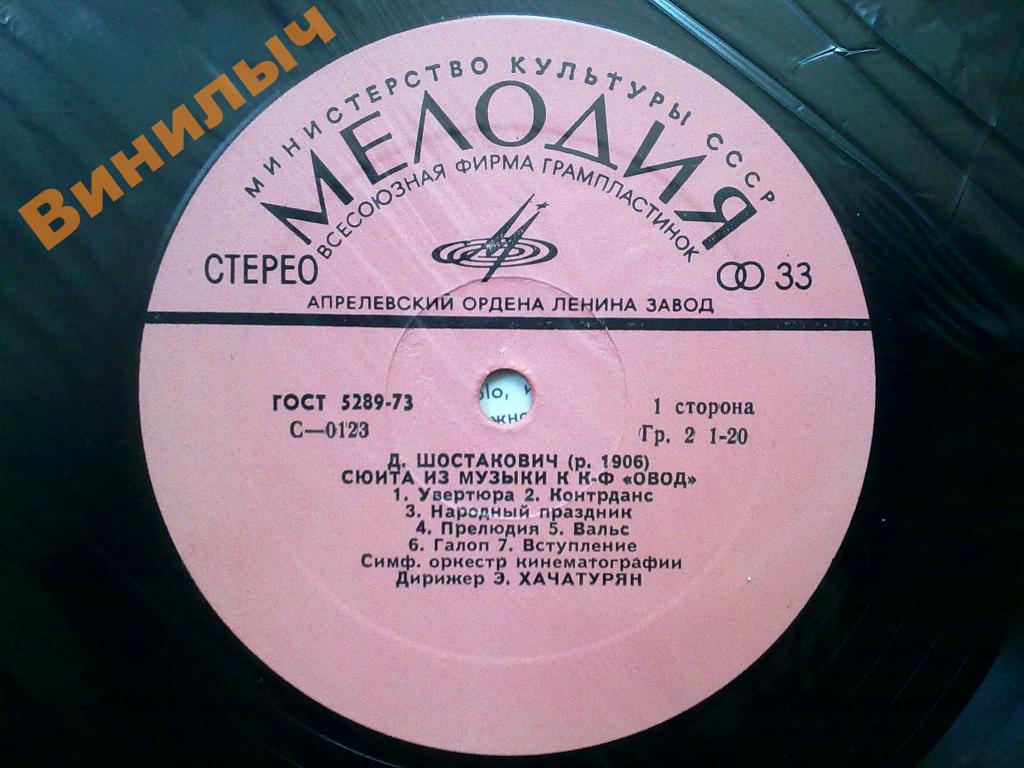 Винилыч
МИНИСТЕРСТВО КУЛЬТУРЫ СССР
МЕЛОДИЯ
ВСЕСОЮЗНАЯ ФИРМА ГРАМПЛАСТИНОК
СТЕРЕО
33
АПРЕЛЕВСКИЙ ОРДЕНА ЛЕНИНА ЗАВОД
ГОСТ 5289-73
С—0123
1 сторона
Гр. 2 1-20
Д. ШОСТАКОВИЧ (р. 1906)
СЮИТА ИЗ МУЗЫКИ К К-Ф «ОВОД»
1. Увертюра 2. Контрданс
3. Народный праздник
4. Прелюдия 5. Вальс
6. Галоп 7. Вступление
Симф. оркестр кинематографии
Дирижер Э. ХАЧАТУРЯН